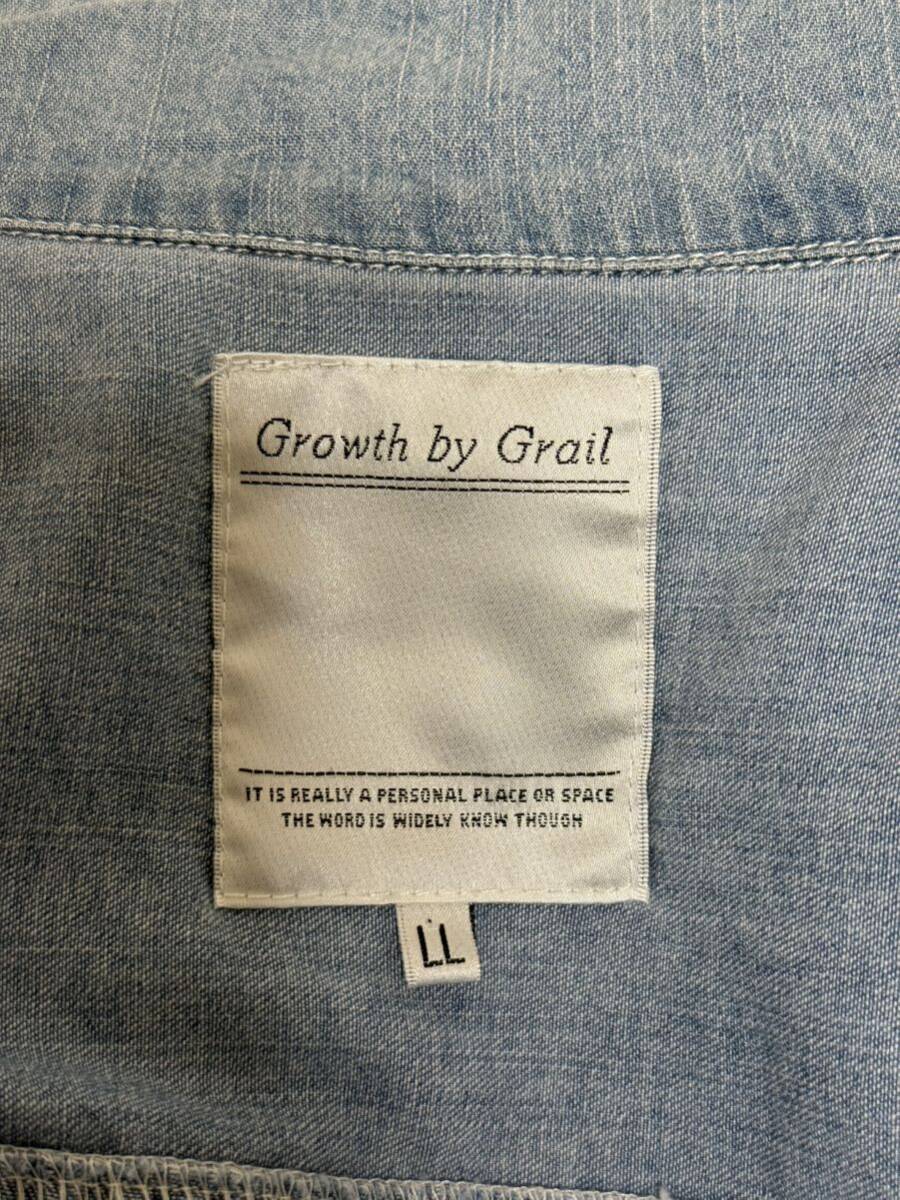 Growth by Grail
IT IS REALLY A PERSONAL PLACE OR SPACE
THE WORD IS WIDELY KNOW THOUGH
LL